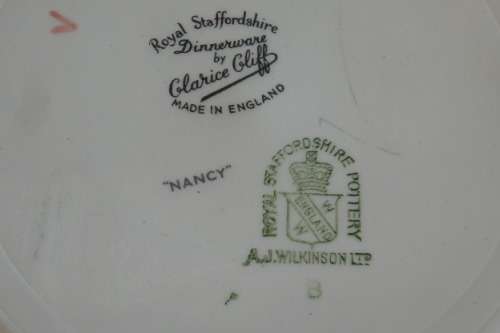 Royal Staffordshire
Dinnerware
by
Clarice Cliff
MADE IN ENGLAND
"NANCY"
ROYAL STAFFORDSHIRE POTTERY
W ENGLAND W
W
A.J. WILKINSON LTD
B